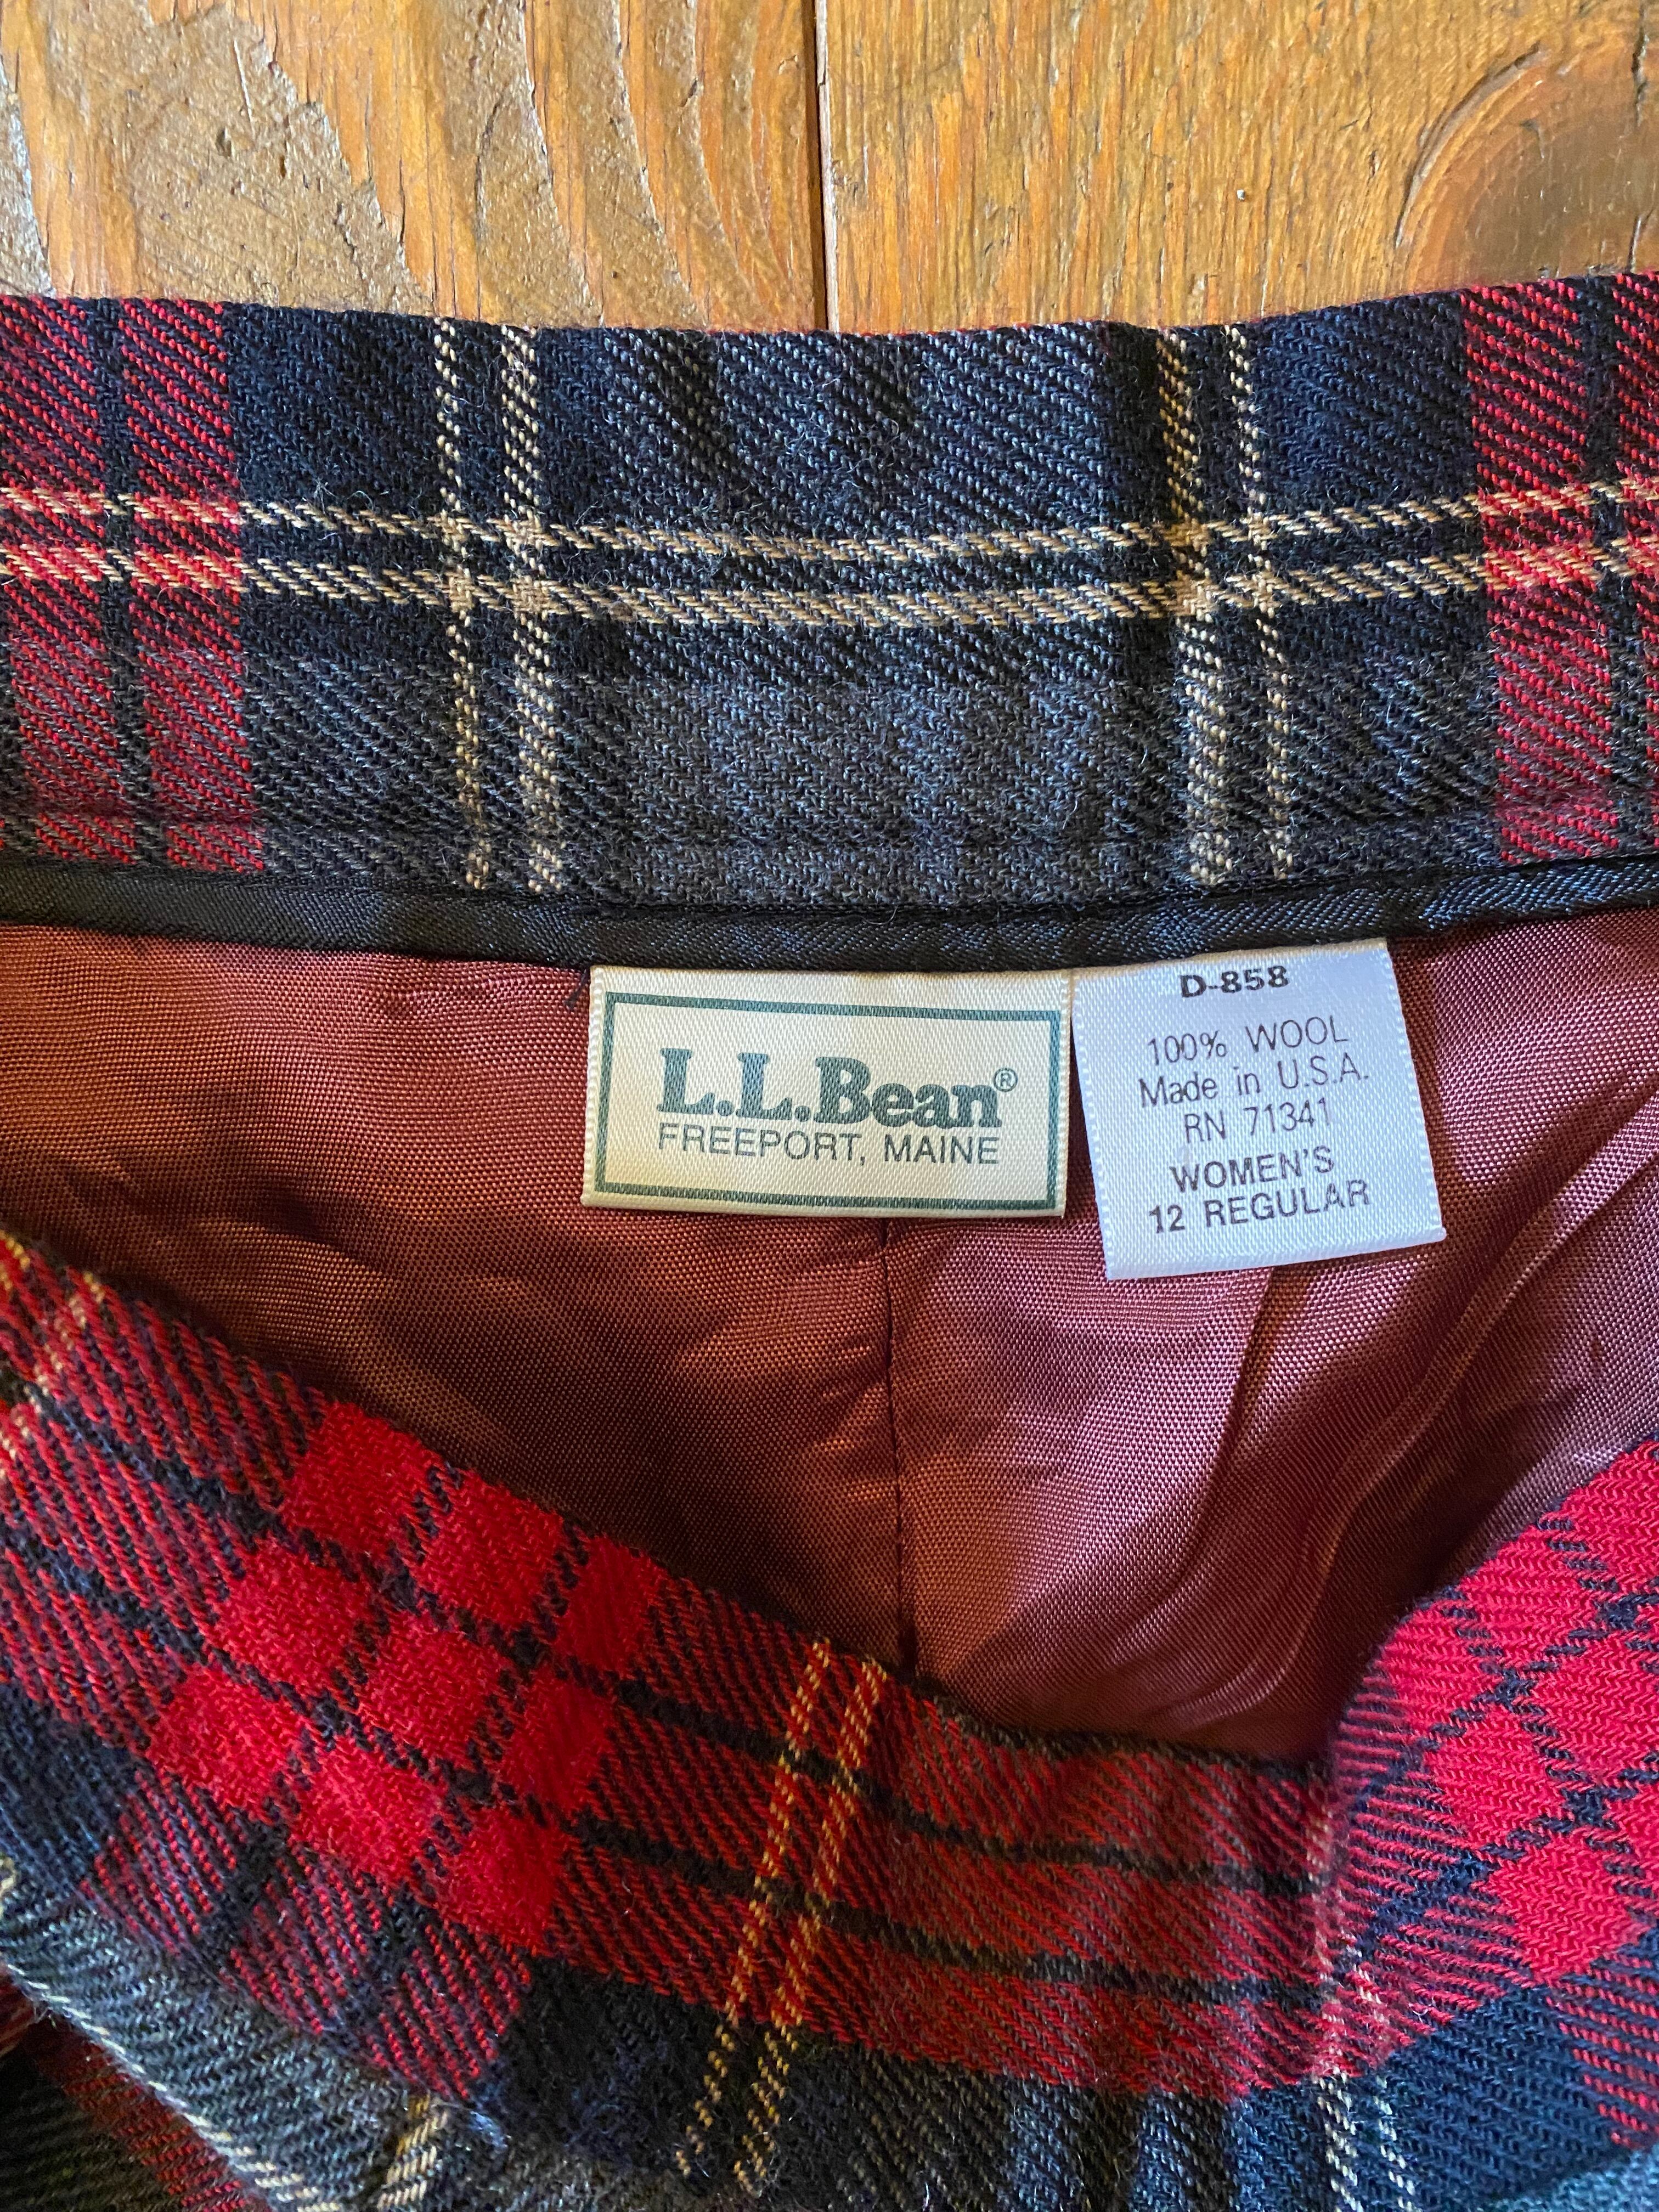 L.L.Bean®
FREEPORT, MAINE
D-858
100% WOOL
Made in U.S.A.
RN 71341
WOMEN'S
12 REGULAR